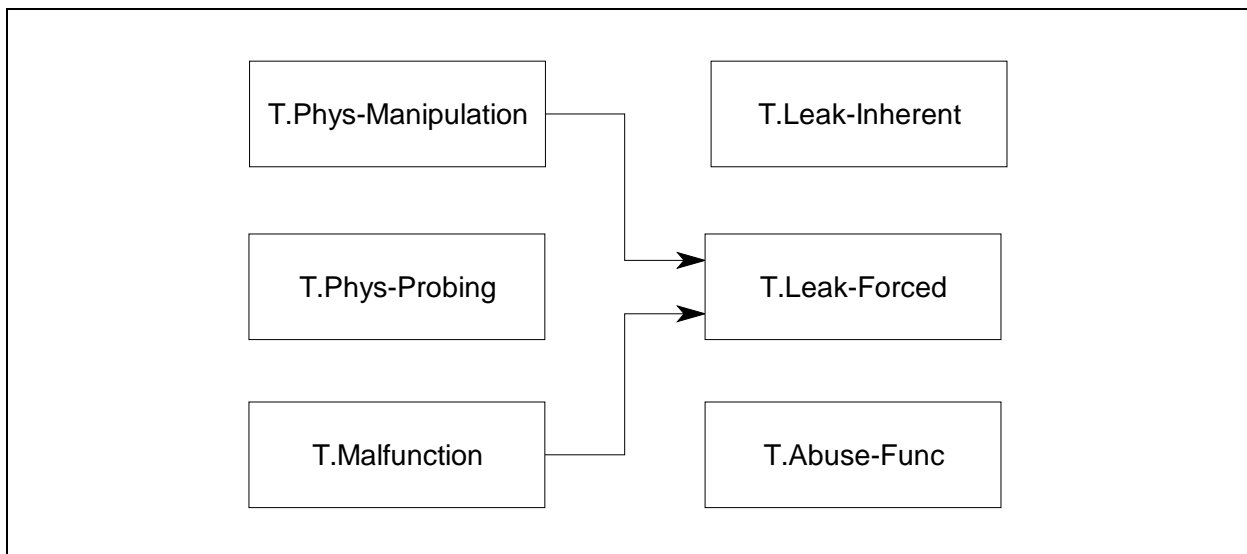 T.Phys-Manipulation
T.Leak-Inherent
T.Phys-Probing
T.Leak-Forced
T.Malfunction
T.Abuse-Func